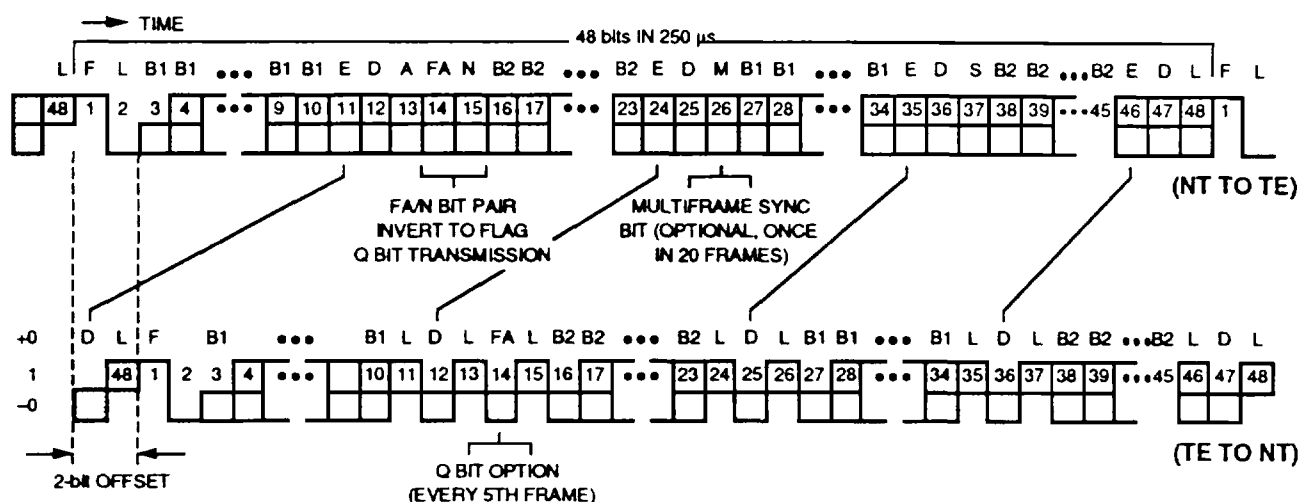 TIME
48 bits IN 250 µs
L F L B1 B1 ••• B1 B1 E D A FA N B2 B2 ••• B2 E D M B1 B1 ••• B1 E D S B2 B2 ••• B2 E D L F L
48 1 2 3 4 ••• 9 10 11 12 13 14 15 16 17 ••• 23 24 25 26 27 28 ••• 34 35 36 37 38 39 ••• 45 46 47 48 1
(NT TO TE)
FA/N BIT PAIR
INVERT TO FLAG
Q BIT TRANSMISSION
MULTIFRAME SYNC
BIT (OPTIONAL, ONCE
IN 20 FRAMES)
+0 D L F B1 ••• B1 L D L FA L B2 B2 ••• B2 L D L B1 B1 ••• B1 L D L B2 B2 ••• B2 L D L
1 48 1 2 3 4 ••• 10 11 12 13 14 15 16 17 ••• 23 24 25 26 27 28 ••• 34 35 36 37 38 39 ••• 45 46 47 48
–0
(TE TO NT)
2-bit OFFSET
Q BIT OPTION
(EVERY 5TH FRAME)